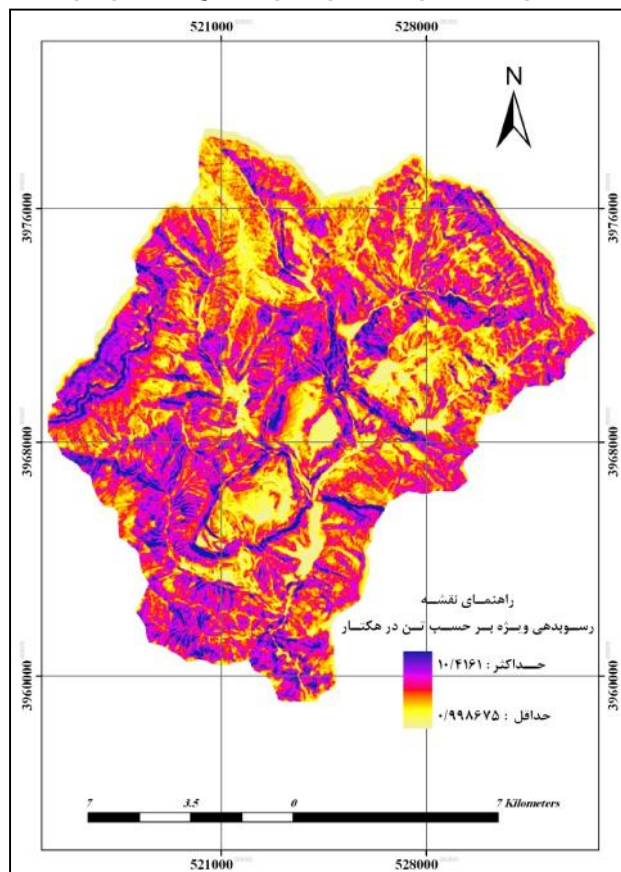 521000 528000
N
3976000 3976000
3968000 3968000
راهنمای نقشه
رسوبدهی ویژه بر حسب تن در هکتار
حداکثر : ۱۰/۴۱۶۱
3960000 3960000
حداقل : ۰/۹۹۸۶۷۵
7 3.5 0 7 Kilometers
521000 528000